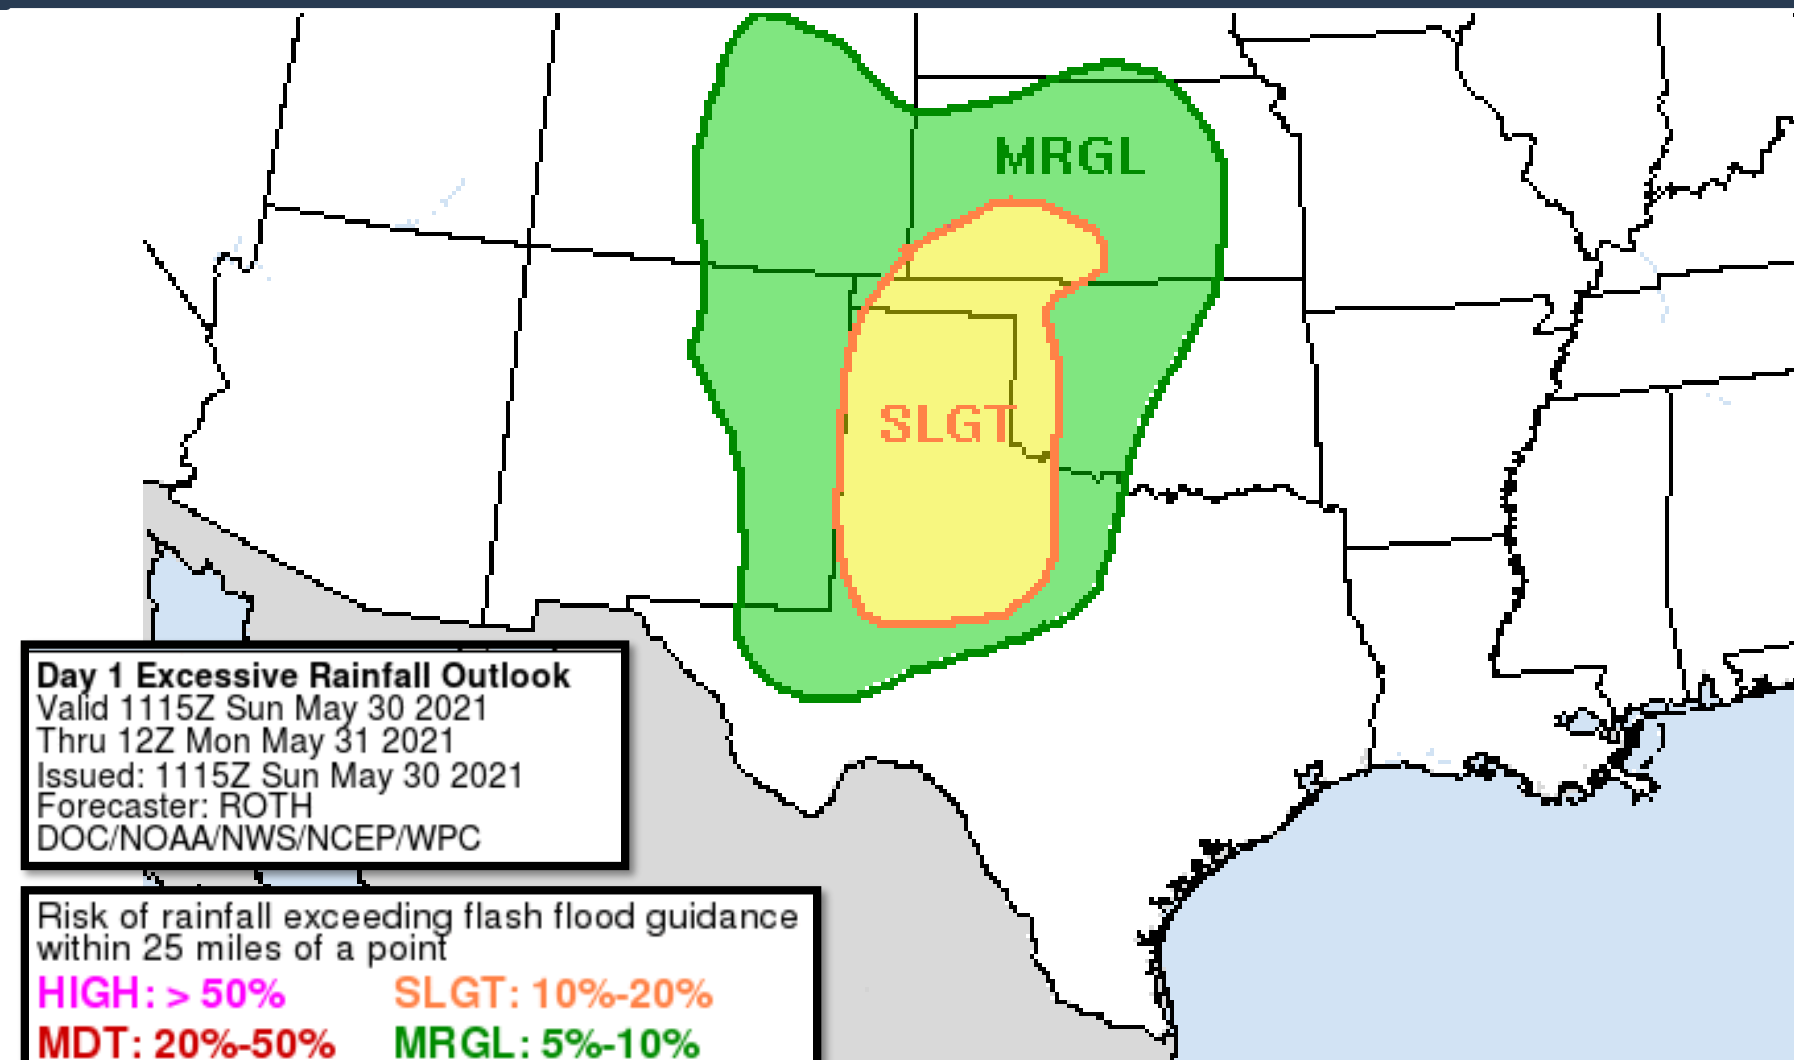 MRGL
SLGT
Day 1 Excessive Rainfall Outlook
Valid 1115Z Sun May 30 2021
Thru 12Z Mon May 31 2021
Issued: 1115Z Sun May 30 2021
Forecaster: ROTH
DOC/NOAA/NWS/NCEP/WPC
Risk of rainfall exceeding flash flood guidance
within 25 miles of a point
HIGH: > 50% SLGT: 10%-20%
MDT: 20%-50% MRGL: 5%-10%